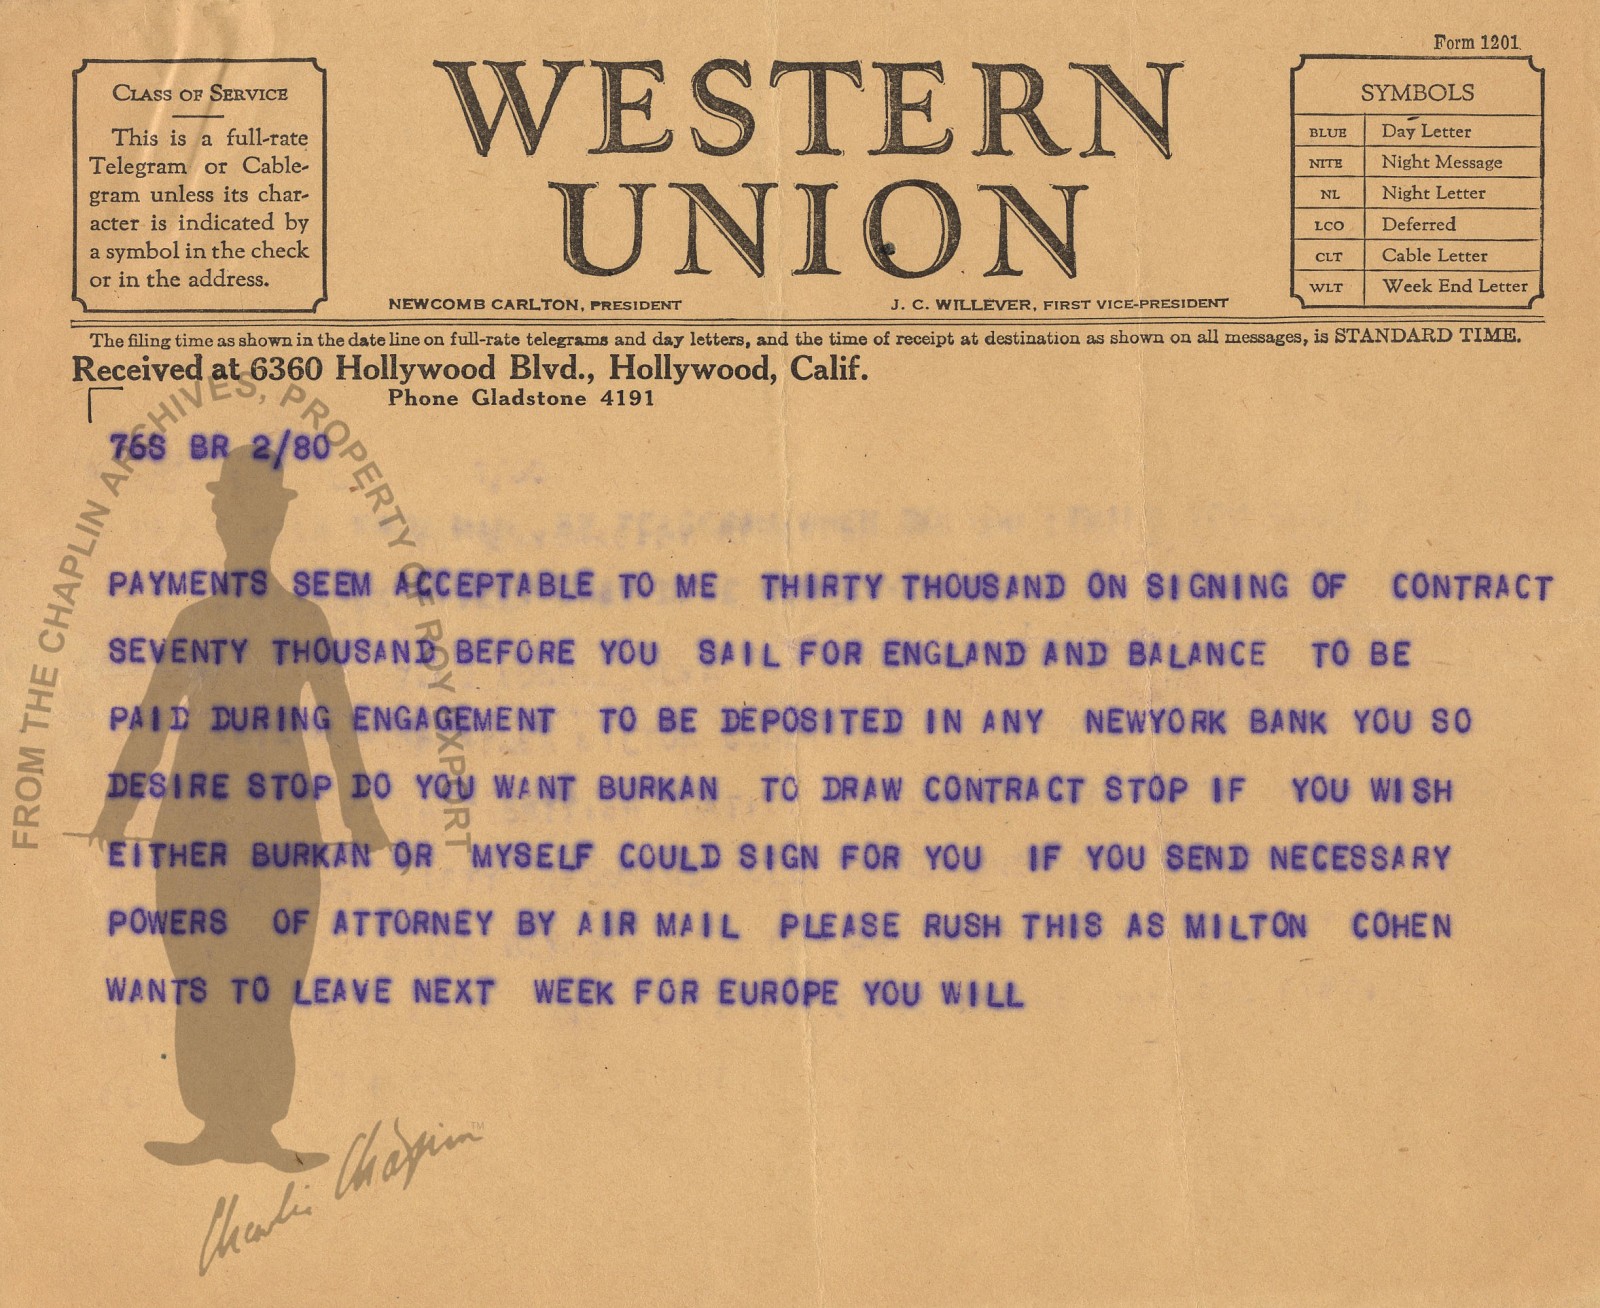 Form 1201
CLASS OF SERVICE
This is a full-rate
Telegram or Cable-
gram unless its char-
acter is indicated by
a symbol in the check
or in the address.
WESTERN
UNION
NEWCOMB CARLTON, PRESIDENT
J. C. WILLEVER, FIRST VICE-PRESIDENT
SYMBOLS
BLUE Day Letter
NITE Night Message
NL Night Letter
LCO Deferred
CLT Cable Letter
WLT Week End Letter
The filing time as shown in the date line on full-rate telegrams and day letters, and the time of receipt at destination as shown on all messages, is STANDARD TIME.
Received at 6360 Hollywood Blvd., Hollywood, Calif.
Phone Gladstone 4191
76S BR 2/80
PAYMENTS SEEM ACCEPTABLE TO ME THIRTY THOUSAND ON SIGNING OF CONTRACT
SEVENTY THOUSAND BEFORE YOU SAIL FOR ENGLAND AND BALANCE TO BE
PAID DURING ENGAGEMENT TO BE DEPOSITED IN ANY NEWYORK BANK YOU SO
DESIRE STOP DO YOU WANT BURKAN TO DRAW CONTRACT STOP IF YOU WISH
EITHER BURKAN OR MYSELF COULD SIGN FOR YOU IF YOU SEND NECESSARY
POWERS OF ATTORNEY BY AIR MAIL PLEASE RUSH THIS AS MILTON COHEN
WANTS TO LEAVE NEXT WEEK FOR EUROPE YOU WILL
FROM THE CHAPLIN ARCHIVES, PROPERTY OF ROY EXPORT
Charlie Chaplin™